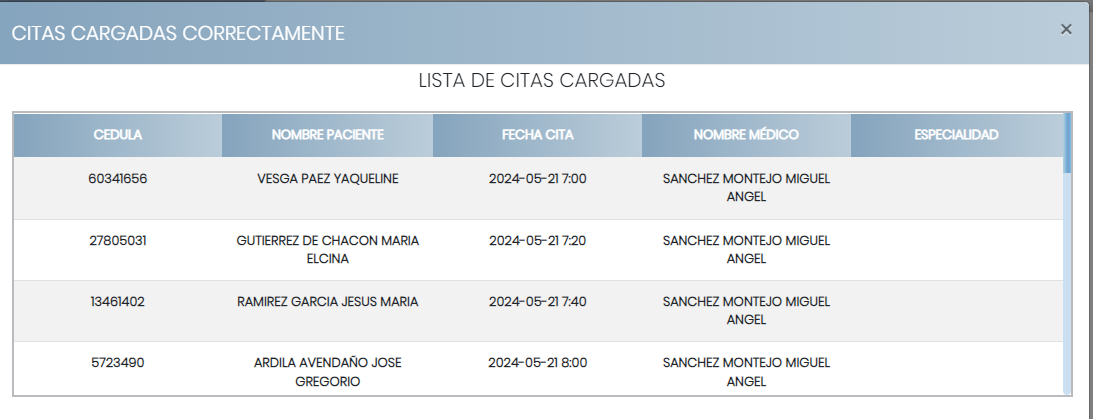 CITAS CARGADAS CORRECTAMENTE
×
LISTA DE CITAS CARGADAS
CEDULA NOMBRE PACIENTE FECHA CITA NOMBRE MÉDICO ESPECIALIDAD
60341656 VESGA PAEZ YAQUELINE 2024-05-21 7:00 SANCHEZ MONTEJO MIGUEL
ANGEL
27805031 GUTIERREZ DE CHACON MARIA 2024-05-21 7:20 SANCHEZ MONTEJO MIGUEL
ELCINA ANGEL
13461402 RAMIREZ GARCIA JESUS MARIA 2024-05-21 7:40 SANCHEZ MONTEJO MIGUEL
ANGEL
5723490 ARDILA AVENDAÑO JOSE 2024-05-21 8:00 SANCHEZ MONTEJO MIGUEL
GREGORIO ANGEL